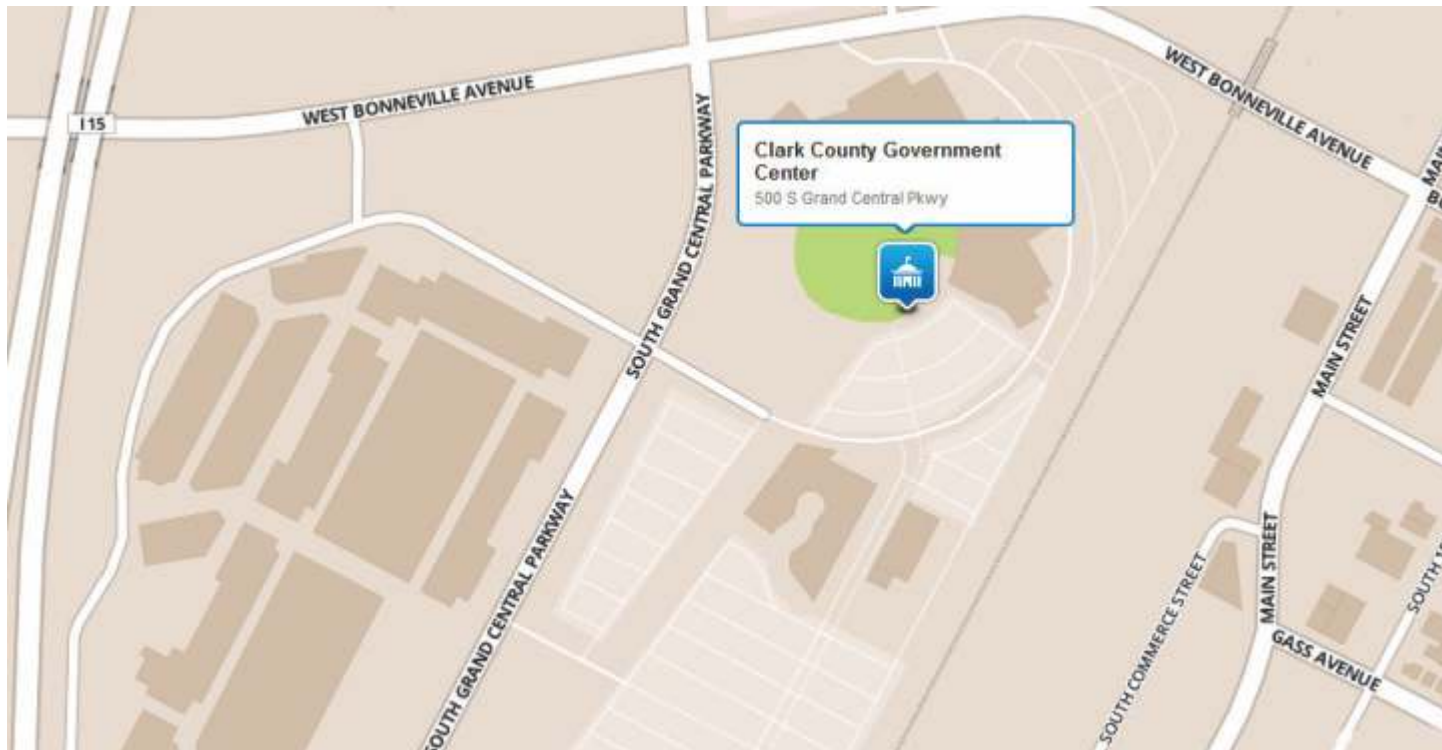 WEST BONNEVILLE AVENUE
I 15
WEST BONNEVILLE AVENUE
SOUTH GRAND CENTRAL PARKWAY
Clark County Government
Center
500 S Grand Central Pkwy
MAIN STREET
SOUTH GRAND CENTRAL PARKWAY
SOUTH COMMERCE STREET
MAIN STREET
GASS AVENUE